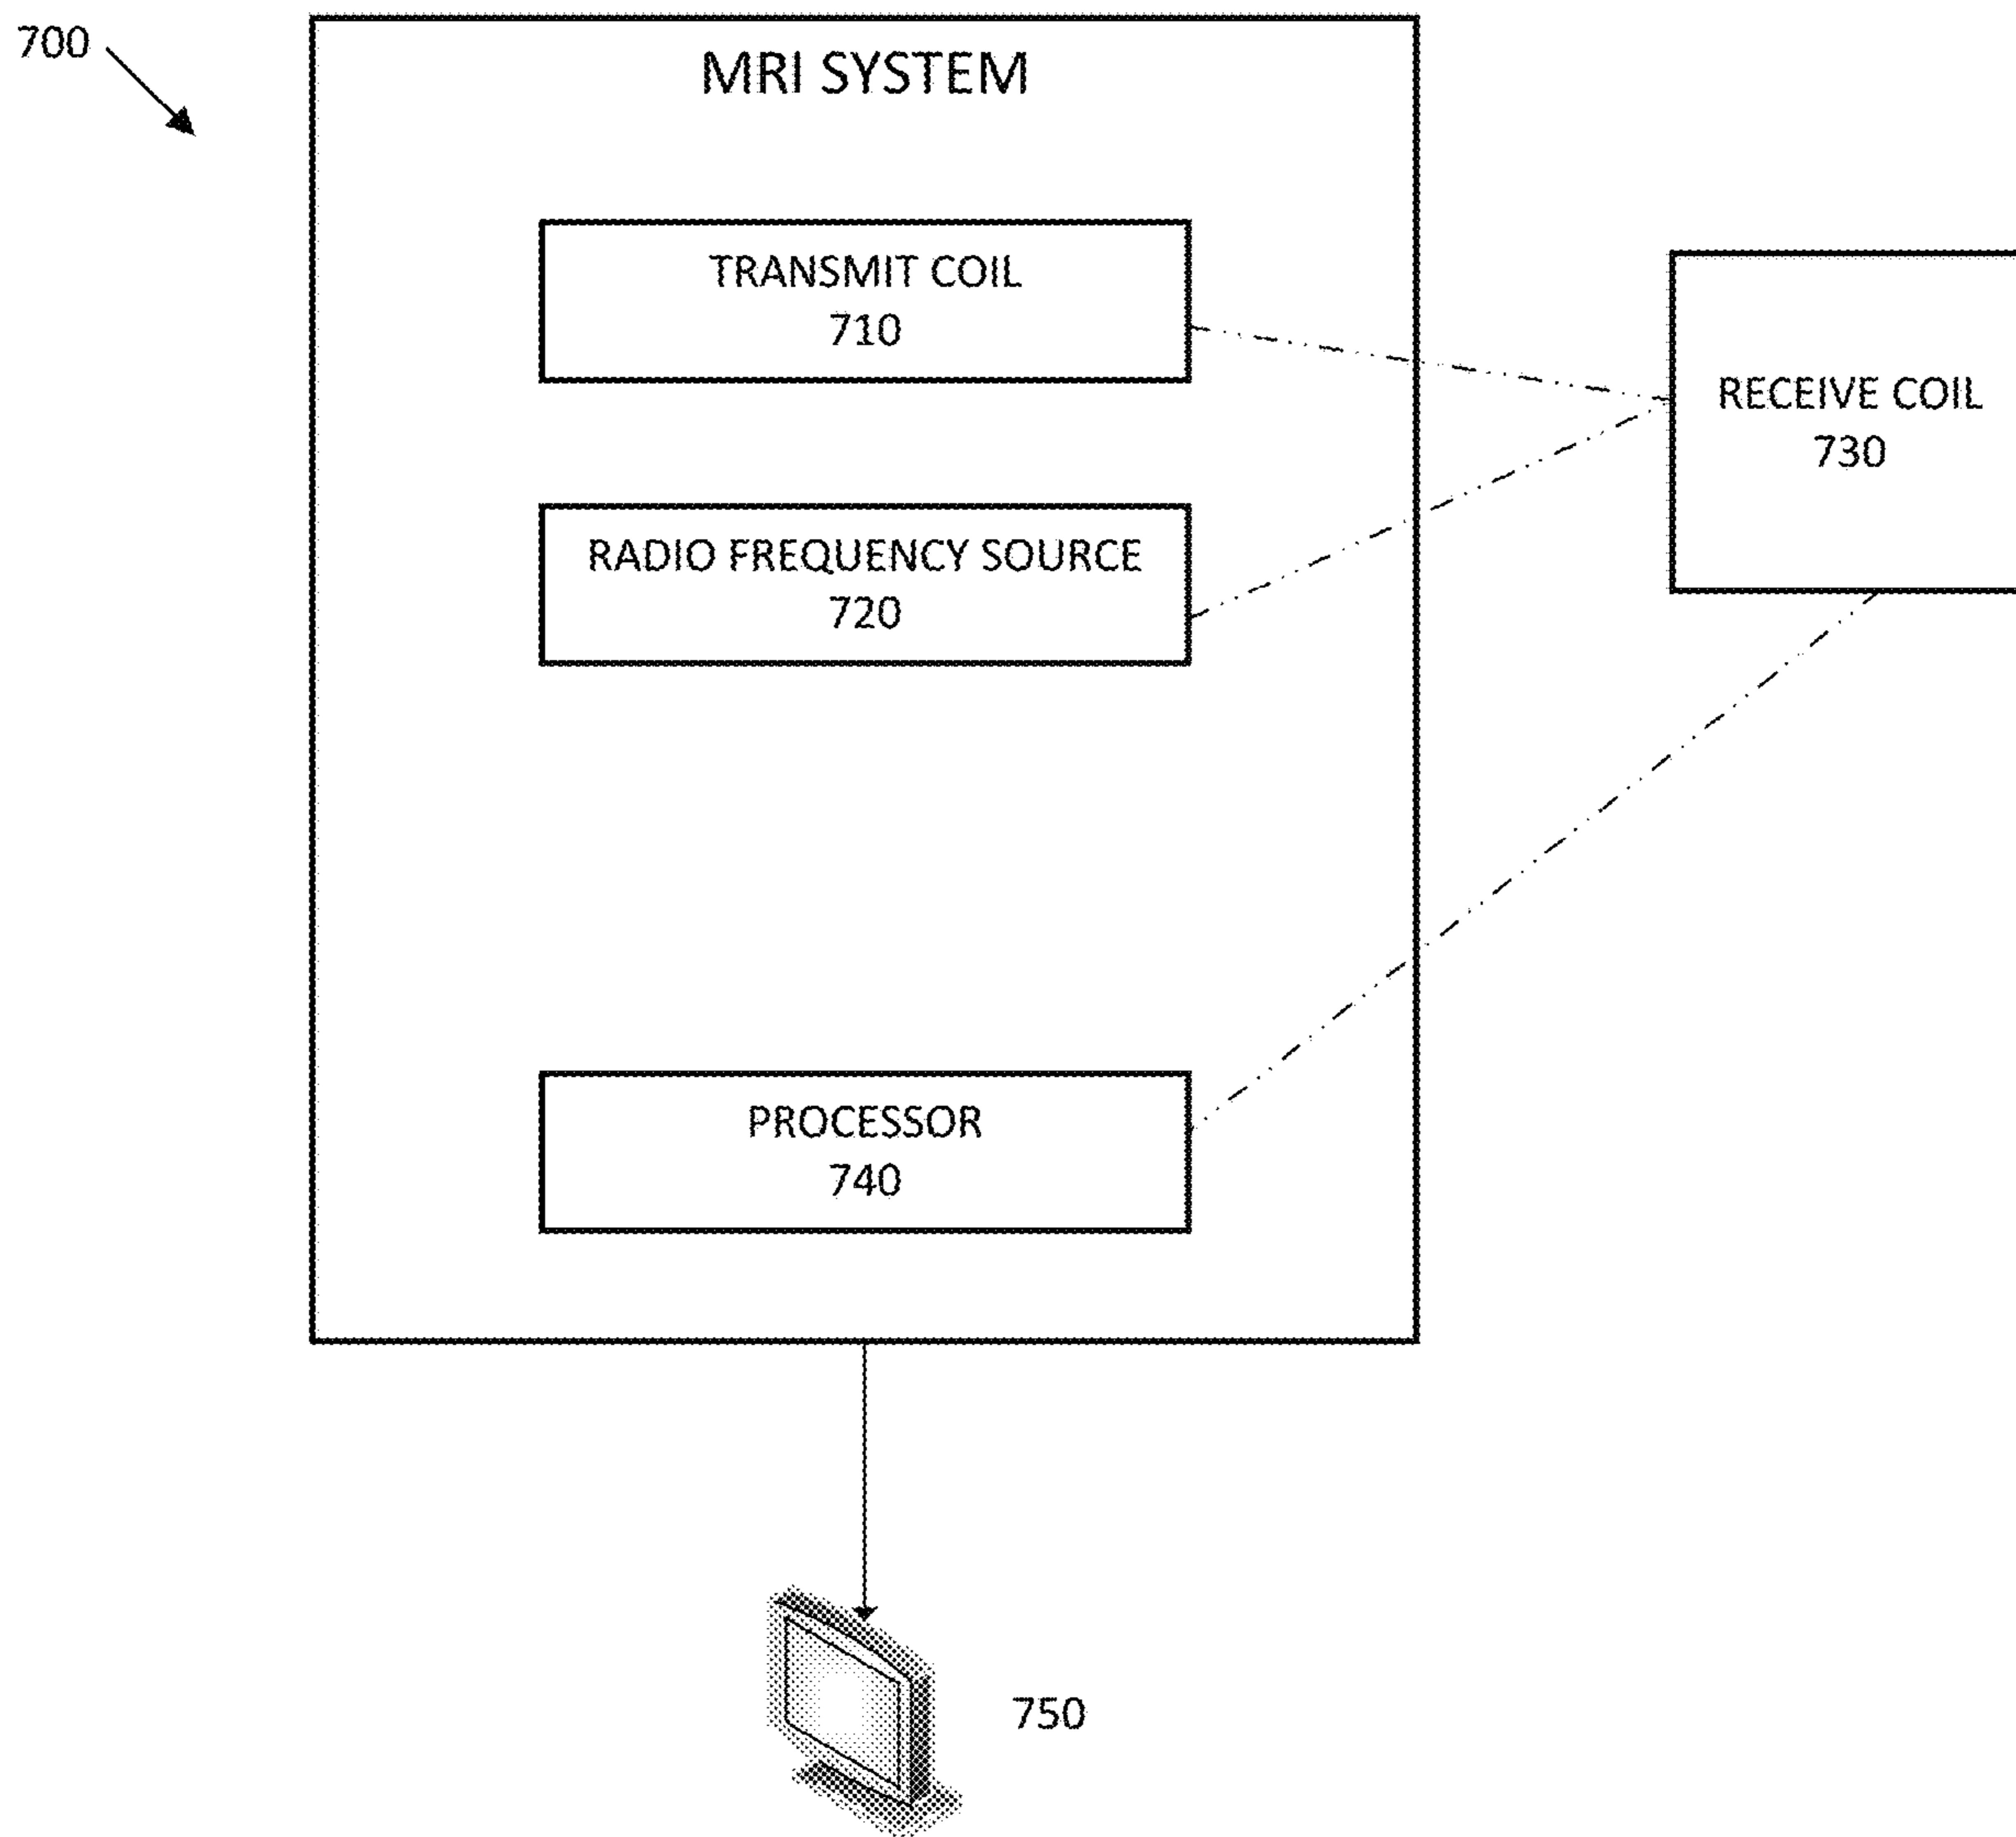 700
MRI SYSTEM
TRANSMIT COIL
710
RECEIVE COIL
730
RADIO FREQUENCY SOURCE
720
PROCESSOR
740
750